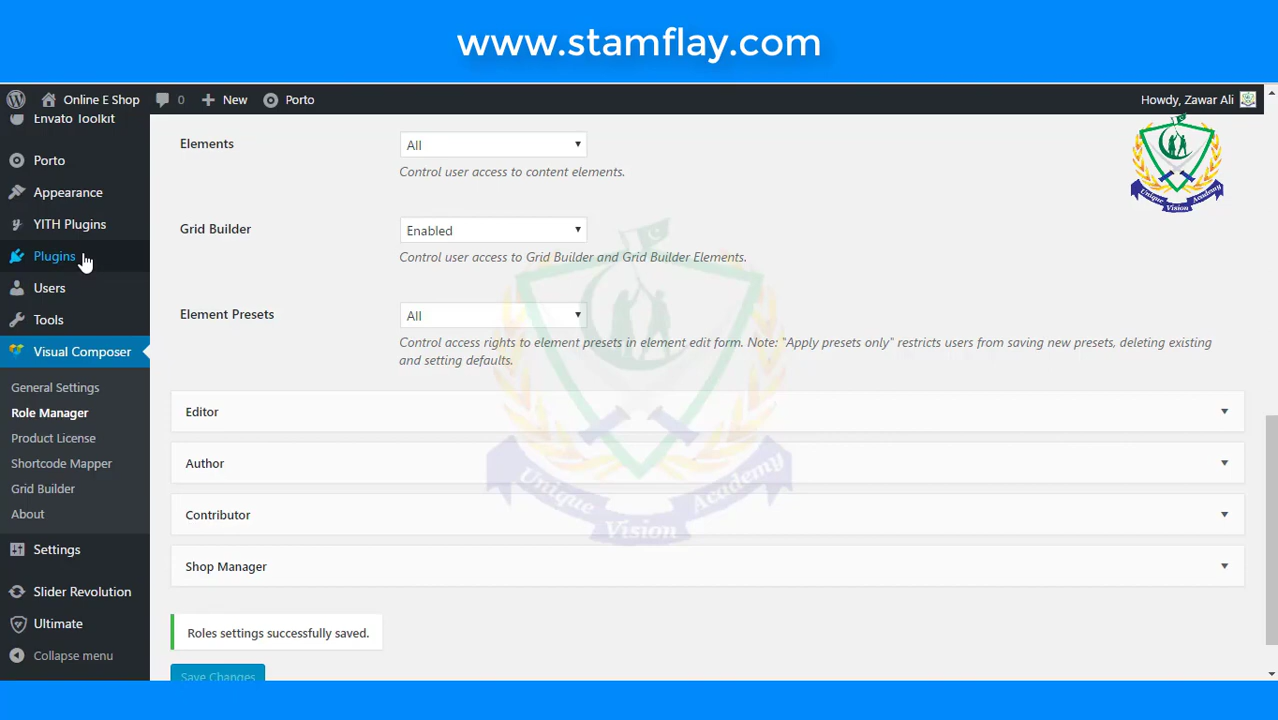 www.stamflay.com
Online E Shop
0
New
Porto
Howdy, Zawar Ali
Envato Toolkit
Porto
Appearance
YITH Plugins
Plugins
Users
Tools
Visual Composer
General Settings
Role Manager
Product License
Shortcode Mapper
Grid Builder
About
Settings
Slider Revolution
Ultimate
Collapse menu
Elements
All
Control user access to content elements.
Grid Builder
Enabled
Control user access to Grid Builder and Grid Builder Elements.
Element Presets
All
Control access rights to element presets in element edit form. Note: "Apply presets only" restricts users from saving new presets, deleting existing
and setting defaults.
Editor
Author
Contributor
Shop Manager
Roles settings successfully saved.
Save Changes
Unique Vision Academy
Unique Vision Academy